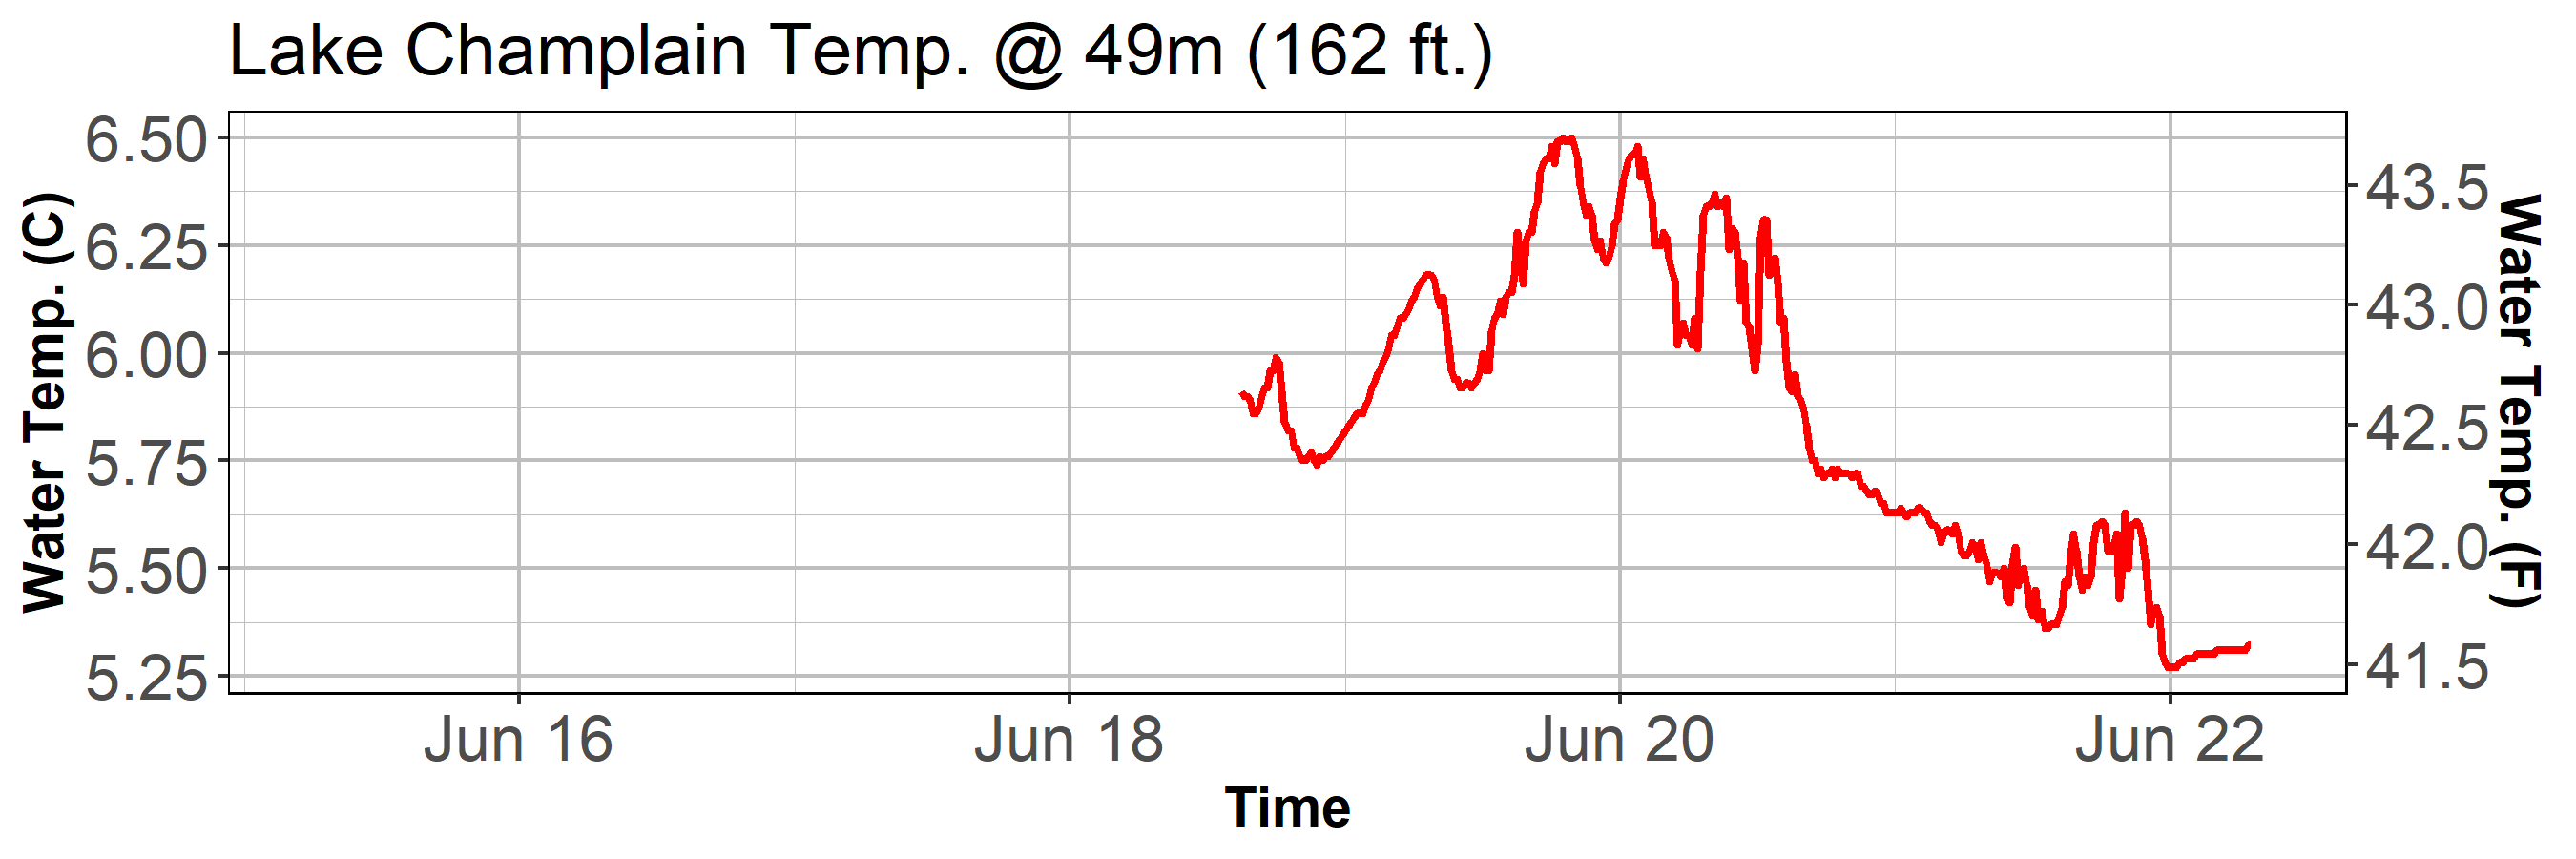 Lake Champlain Temp. @ 49m (162 ft.)
Water Temp. (C)
6.50
6.25
6.00
5.75
5.50
5.25
43.5
43.0
42.5
42.0
41.5
Water Temp. (F)
Jun 16 Jun 18 Jun 20 Jun 22
Time